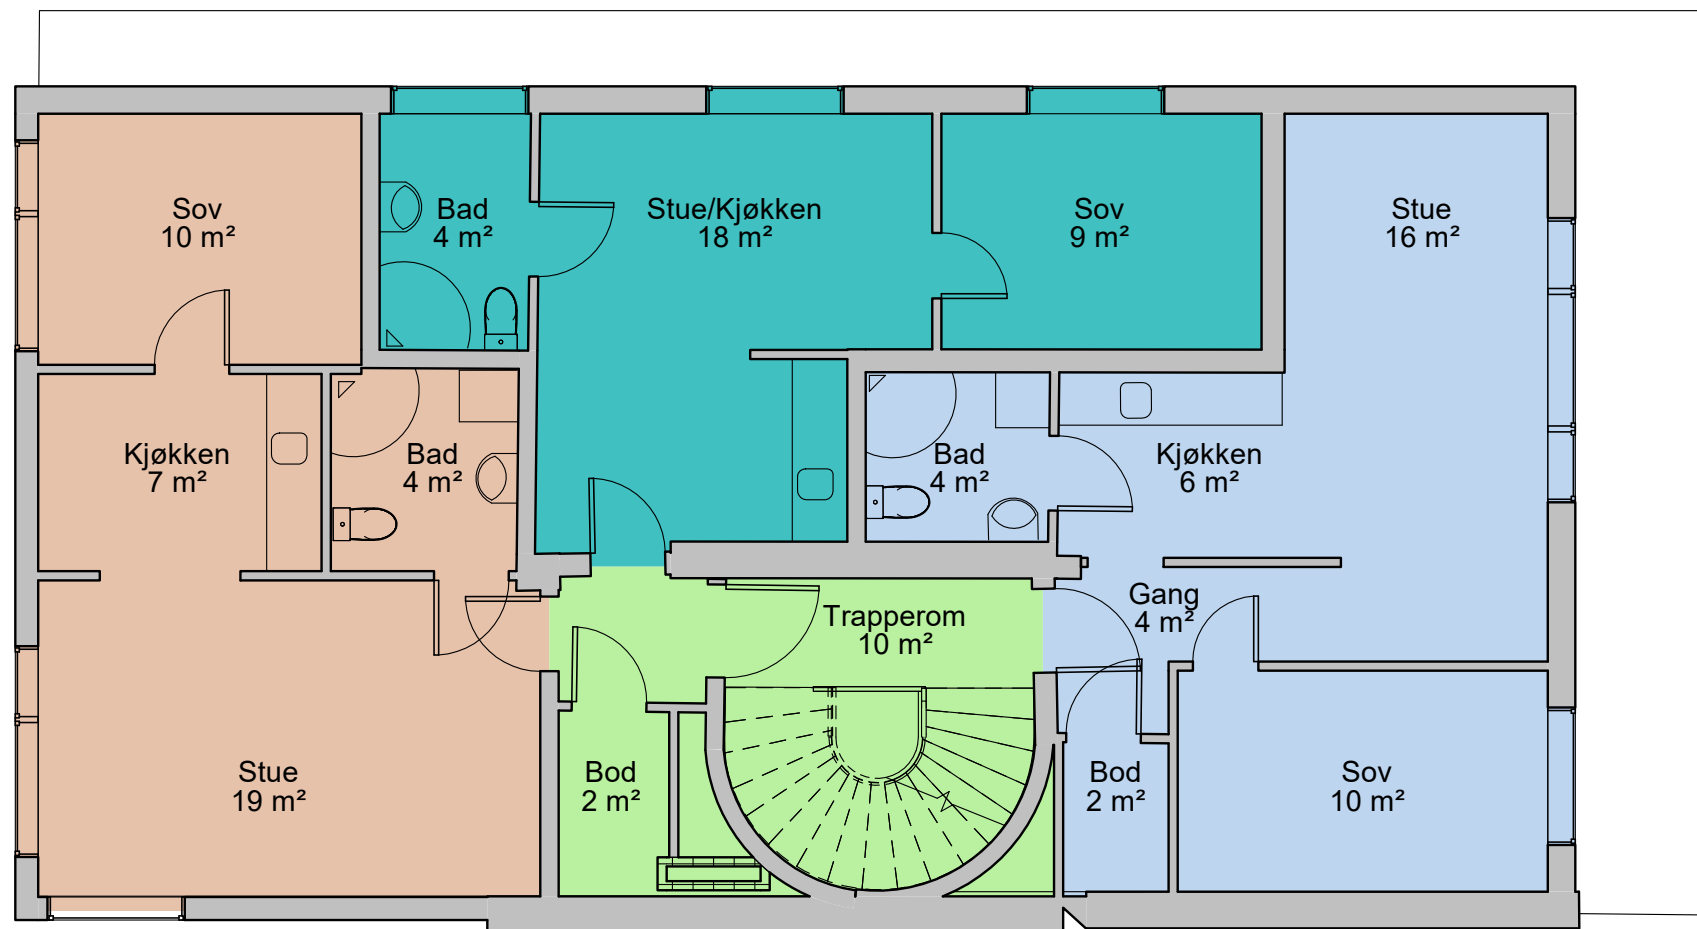 Sov
10 m²
Bad
4 m²
Stue/Kjøkken
18 m²
Sov
9 m²
Stue
16 m²
Kjøkken
7 m²
Bad
4 m²
Bad
4 m²
Kjøkken
6 m²
Trapperom
10 m²
Gang
4 m²
Stue
19 m²
Bod
2 m²
Bod
2 m²
Sov
10 m²